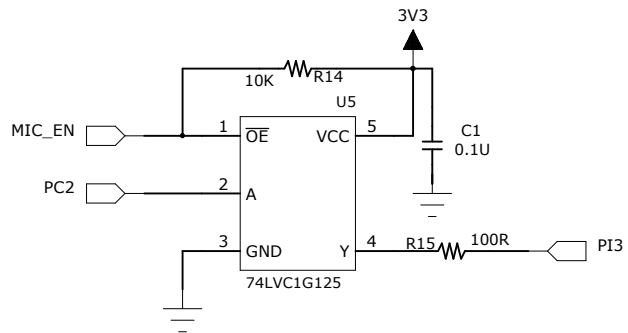 3V3
10K R14
U5
MIC_EN 1 OE VCC 5
C1
0.1U
PC2 2 A
3 GND Y 4 R15 100R PI3
74LVC1G125